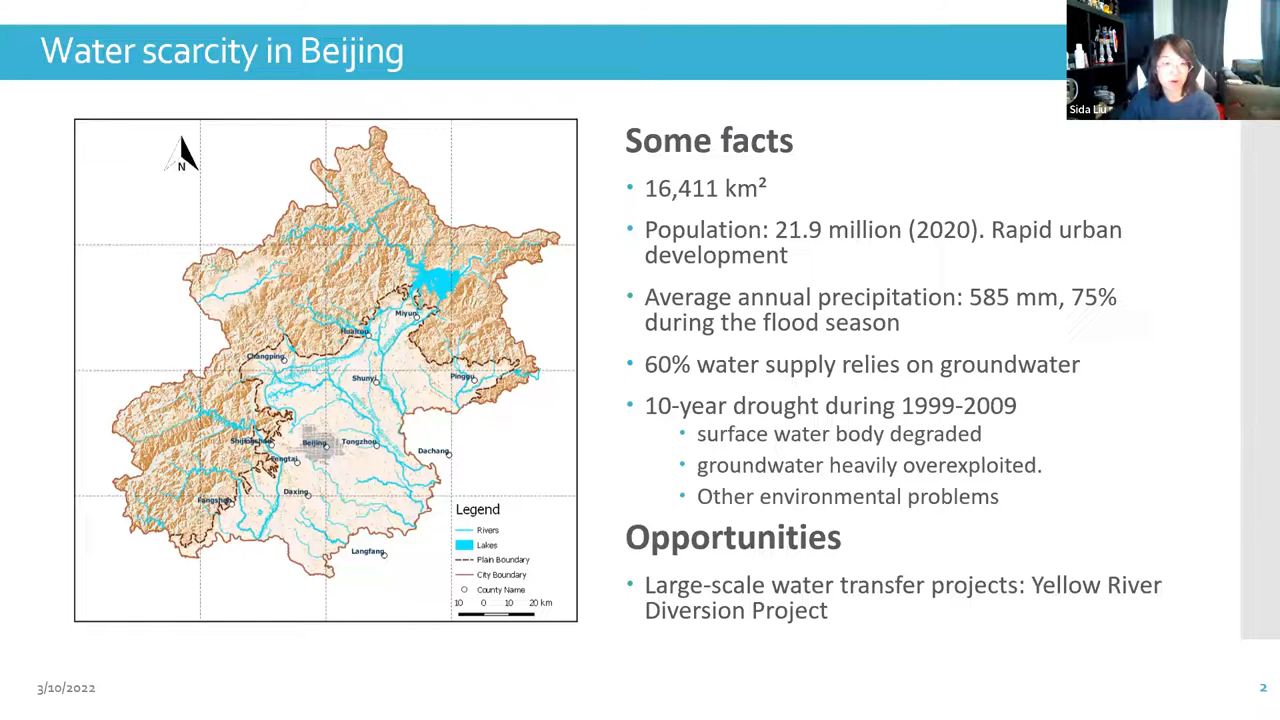 Water scarcity in Beijing
Sida Liu
N
Miyun
Huairou
Changping
Shunyi
Pinggu
Beijing
Tongzhou
Dachang
Fengtai
Daxing
Fangshan
Langfang
Legend
Rivers
Lakes
Plain Boundary
City Boundary
County Name
10 0 10 20 km
Some facts
• 16,411 km²
• Population: 21.9 million (2020). Rapid urban
development
• Average annual precipitation: 585 mm, 75%
during the flood season
• 60% water supply relies on groundwater
• 10-year drought during 1999-2009
• surface water body degraded
• groundwater heavily overexploited.
• Other environmental problems
Opportunities
• Large-scale water transfer projects: Yellow River
Diversion Project
3/10/2022
2